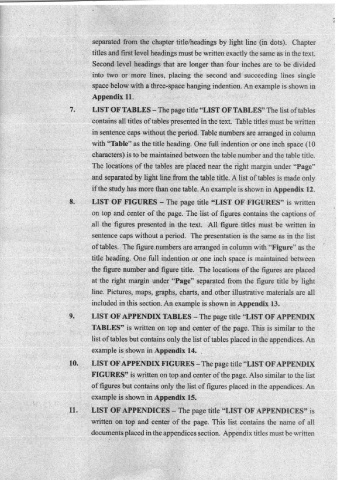 separated from the chapter title/headings by light line (in dots). Chapter
titles and first level headings must be written exactly the same as in the text.
Second level headings that are longer than four inches are to be divided
into two or more lines, placing the second and succeeding lines single
space below with a three-space hanging indention. An example is shown in
Appendix 11.
7. LIST OF TABLES – The page title "LIST OF TABLES" The list of tables
contains all titles of tables presented in the text. Table titles must be written
in sentence caps without the period. Table numbers are arranged in column
with "Table" as the title heading. One full indention or one inch space (10
characters) is to be maintained between the table number and the table title.
The locations of the tables are placed near the right margin under "Page"
and separated by light line from the table title. A list of tables is made only
if the study has more than one table. An example is shown in Appendix 12.
8. LIST OF FIGURES – The page title "LIST OF FIGURES" is written
on top and center of the page. The list of figures contains the captions of
all the figures presented in the text. All figures titles must be written in
sentence caps without a period. The presentation is the same as in the list
of tables. The figure numbers are arranged in column with "Figure" as the
title heading. One full indention or one inch space is maintained between
the figure number and figure title. The locations of the figures are placed
at the right margin under "Page" separated from the figure title by light
line. Pictures, maps, graphs, charts, and other illustrative materials are all
included in this section. An example is shown in Appendix 13.
9. LIST OF APPENDIX TABLES – The page title "LIST OF APPENDIX
TABLES" is written on top and center of the page. This is similar to the
list of tables but contains only the list of tables placed in the appendices. An
example is shown in Appendix 14.
10. LIST OF APPENDIX FIGURES – The page title "LIST OF APPENDIX
FIGURES" is written on top and center of the page. Also similar to the list
of figures but contains only the list of figures placed in the appendices. An
example is shown in Appendix 15.
11. LIST OF APPENDICES – The page title "LIST OF APPENDICES" is
written on top and center of the page. This list contains the name of all
documents placed in the appendices section. Appendix titles must be written